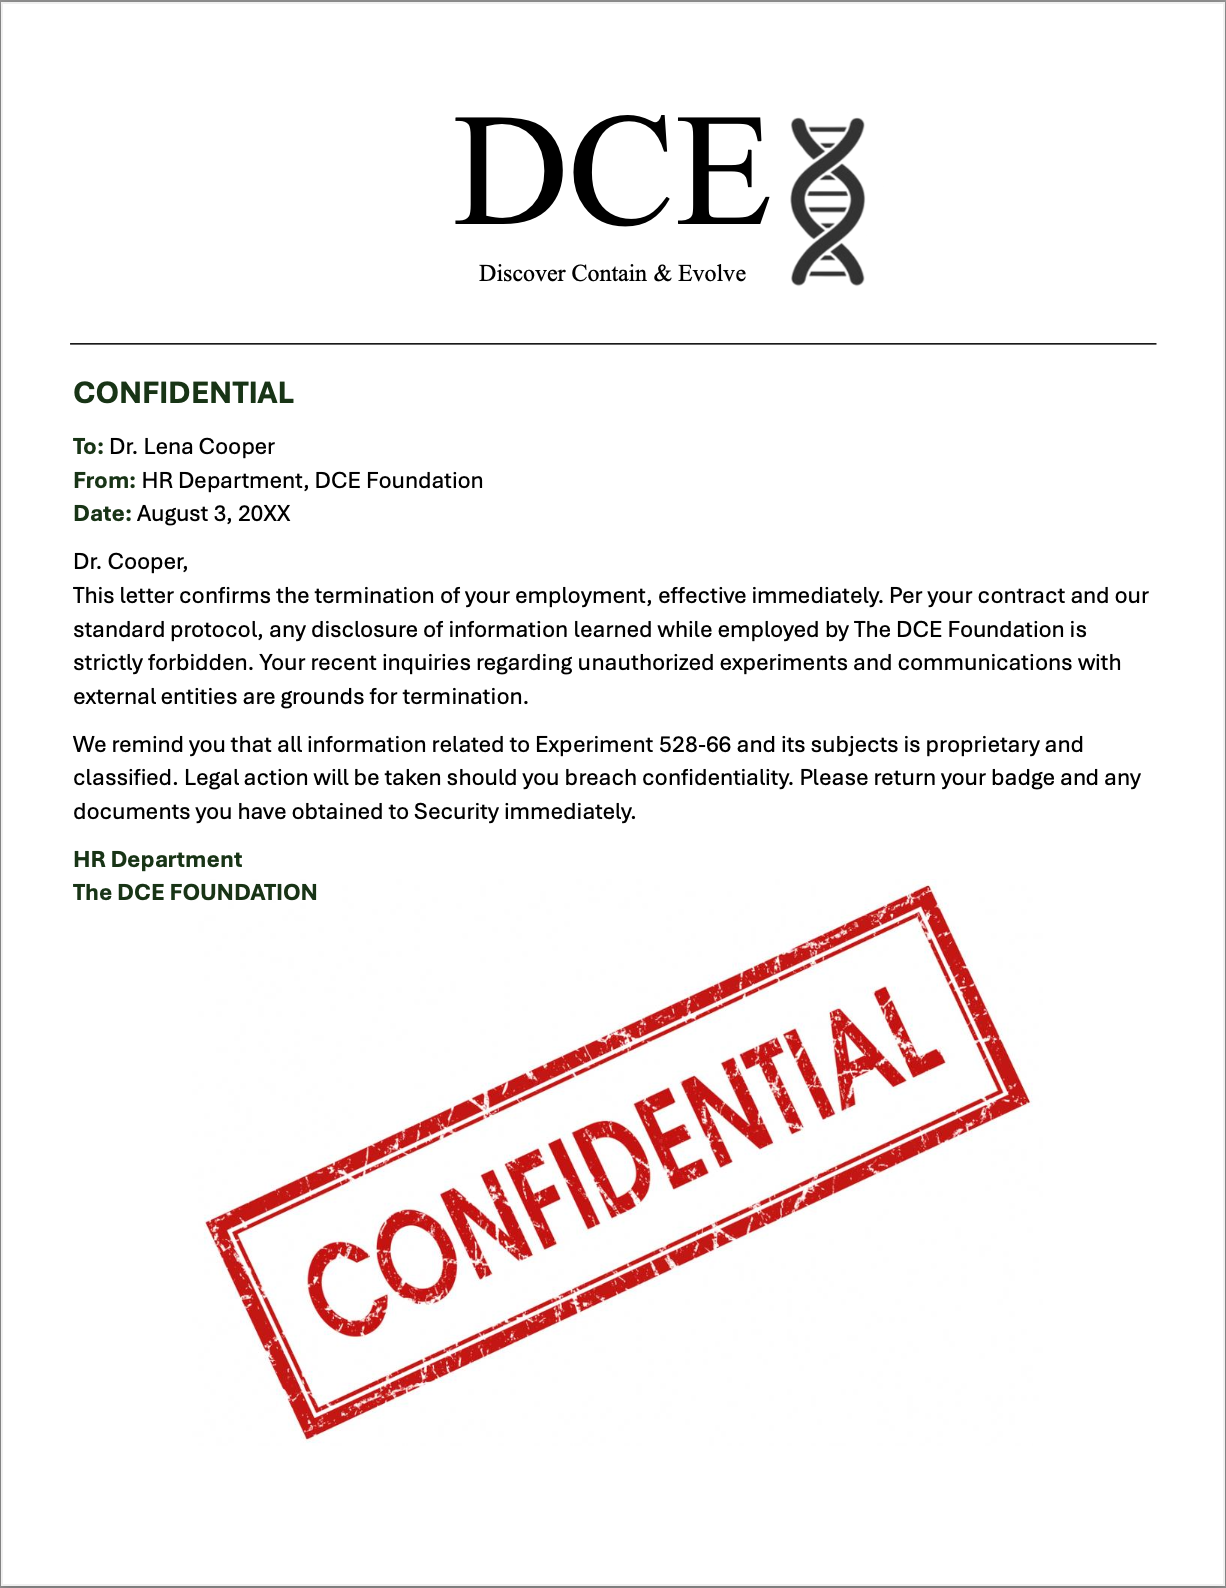 DCE
Discover Contain & Evolve
CONFIDENTIAL
To: Dr. Lena Cooper
From: HR Department, DCE Foundation
Date: August 3, 20XX
Dr. Cooper,
This letter confirms the termination of your employment, effective immediately. Per your contract and our
standard protocol, any disclosure of information learned while employed by The DCE Foundation is
strictly forbidden. Your recent inquiries regarding unauthorized experiments and communications with
external entities are grounds for termination.
We remind you that all information related to Experiment 528-66 and its subjects is proprietary and
classified. Legal action will be taken should you breach confidentiality. Please return your badge and any
documents you have obtained to Security immediately.
HR Department
The DCE FOUNDATION
CONFIDENTIAL